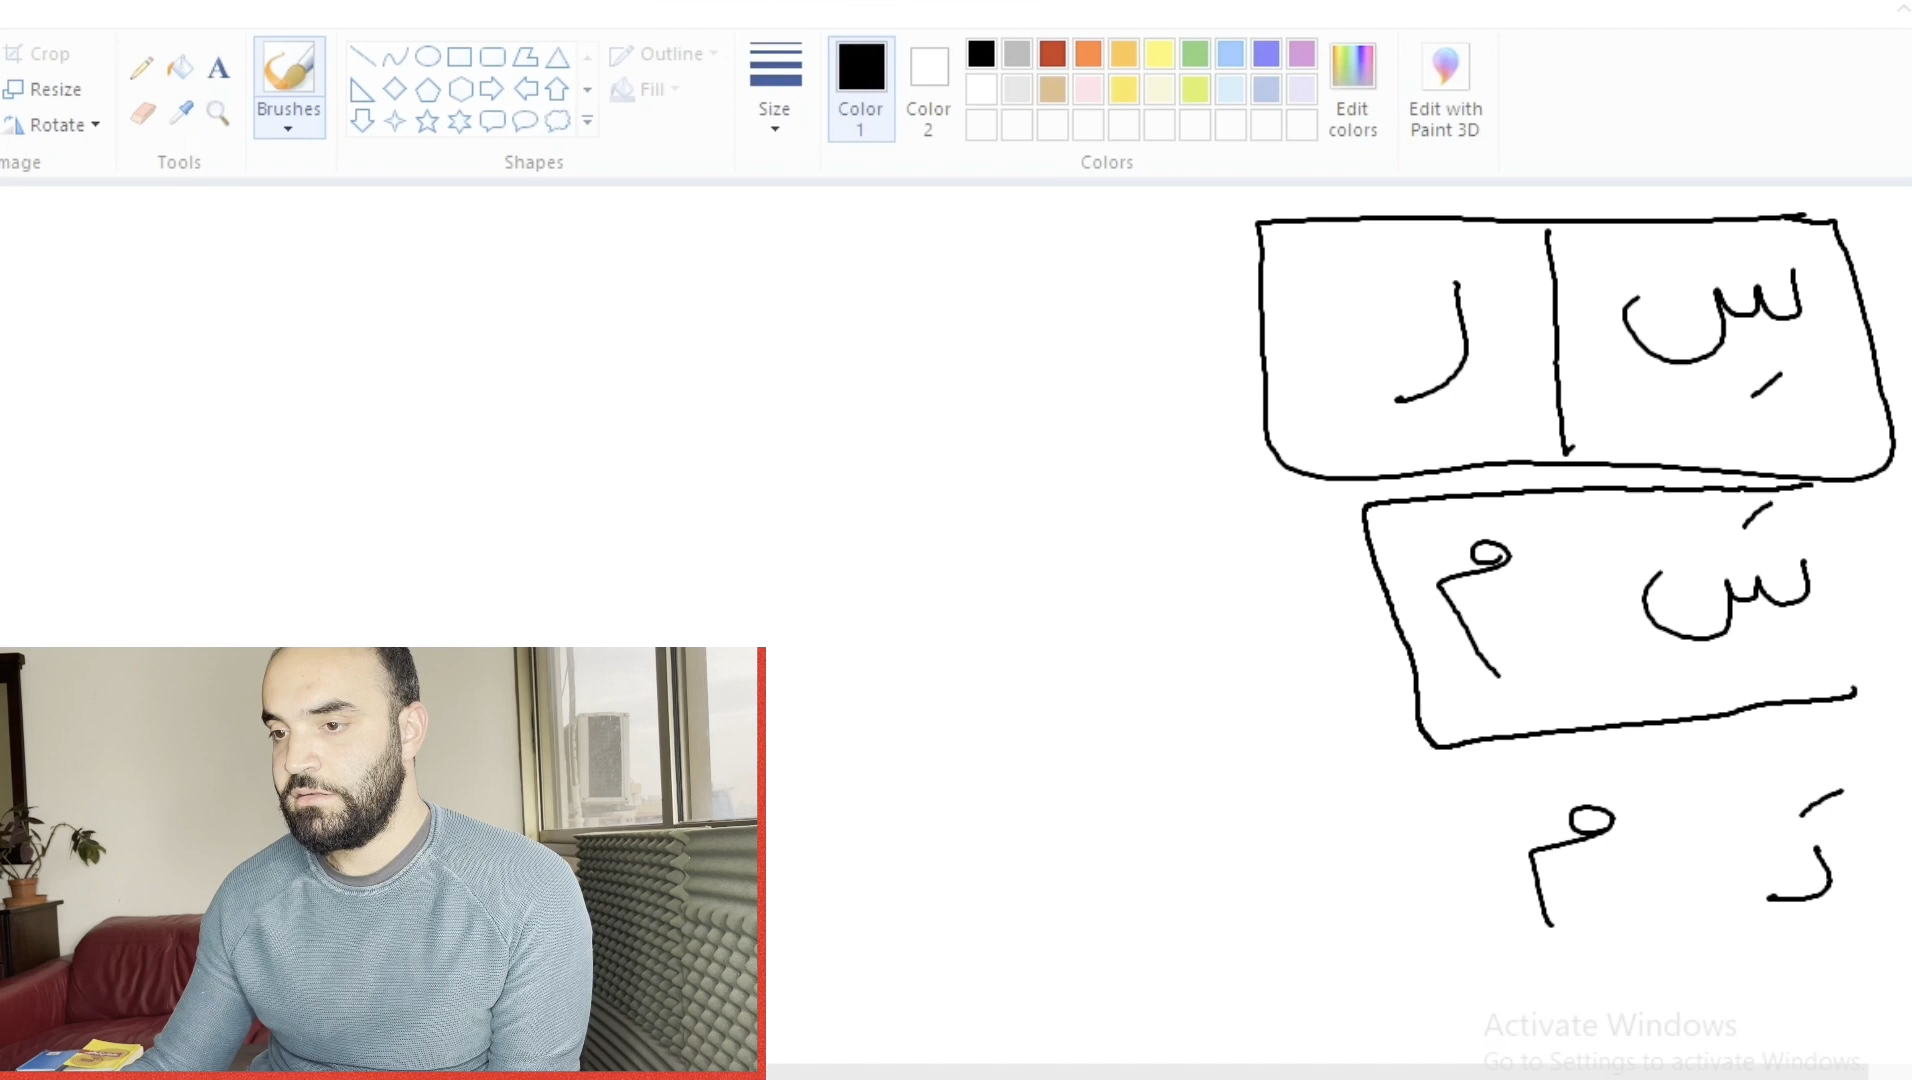 Crop
Resize
Rotate
mage
Tools
Brushes
Shapes
Outline
Fill
Size
Color 1
Color 2
Colors
Edit colors
Edit with Paint 3D
سِ ر
سَ م
دَ م
Activate Windows
Go to Settings to activate Windows.